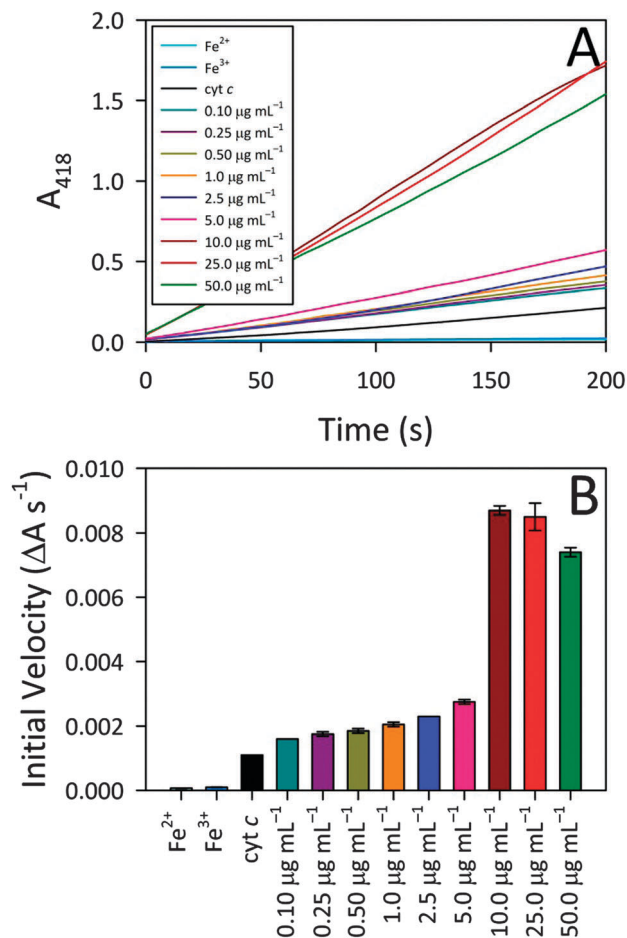 A
2.0
1.5
1.0
0.5
0.0
A₄₁₈
Fe²⁺
Fe³⁺
cyt c
0.10 µg mL⁻¹
0.25 µg mL⁻¹
0.50 µg mL⁻¹
1.0 µg mL⁻¹
2.5 µg mL⁻¹
5.0 µg mL⁻¹
10.0 µg mL⁻¹
25.0 µg mL⁻¹
50.0 µg mL⁻¹
0 50 100 150 200
Time (s)
B
0.010
0.008
0.006
0.004
0.002
0.000
Initial Velocity (ΔA s⁻¹)
Fe²⁺
Fe³⁺
cyt c
0.10 µg mL⁻¹
0.25 µg mL⁻¹
0.50 µg mL⁻¹
1.0 µg mL⁻¹
2.5 µg mL⁻¹
5.0 µg mL⁻¹
10.0 µg mL⁻¹
25.0 µg mL⁻¹
50.0 µg mL⁻¹